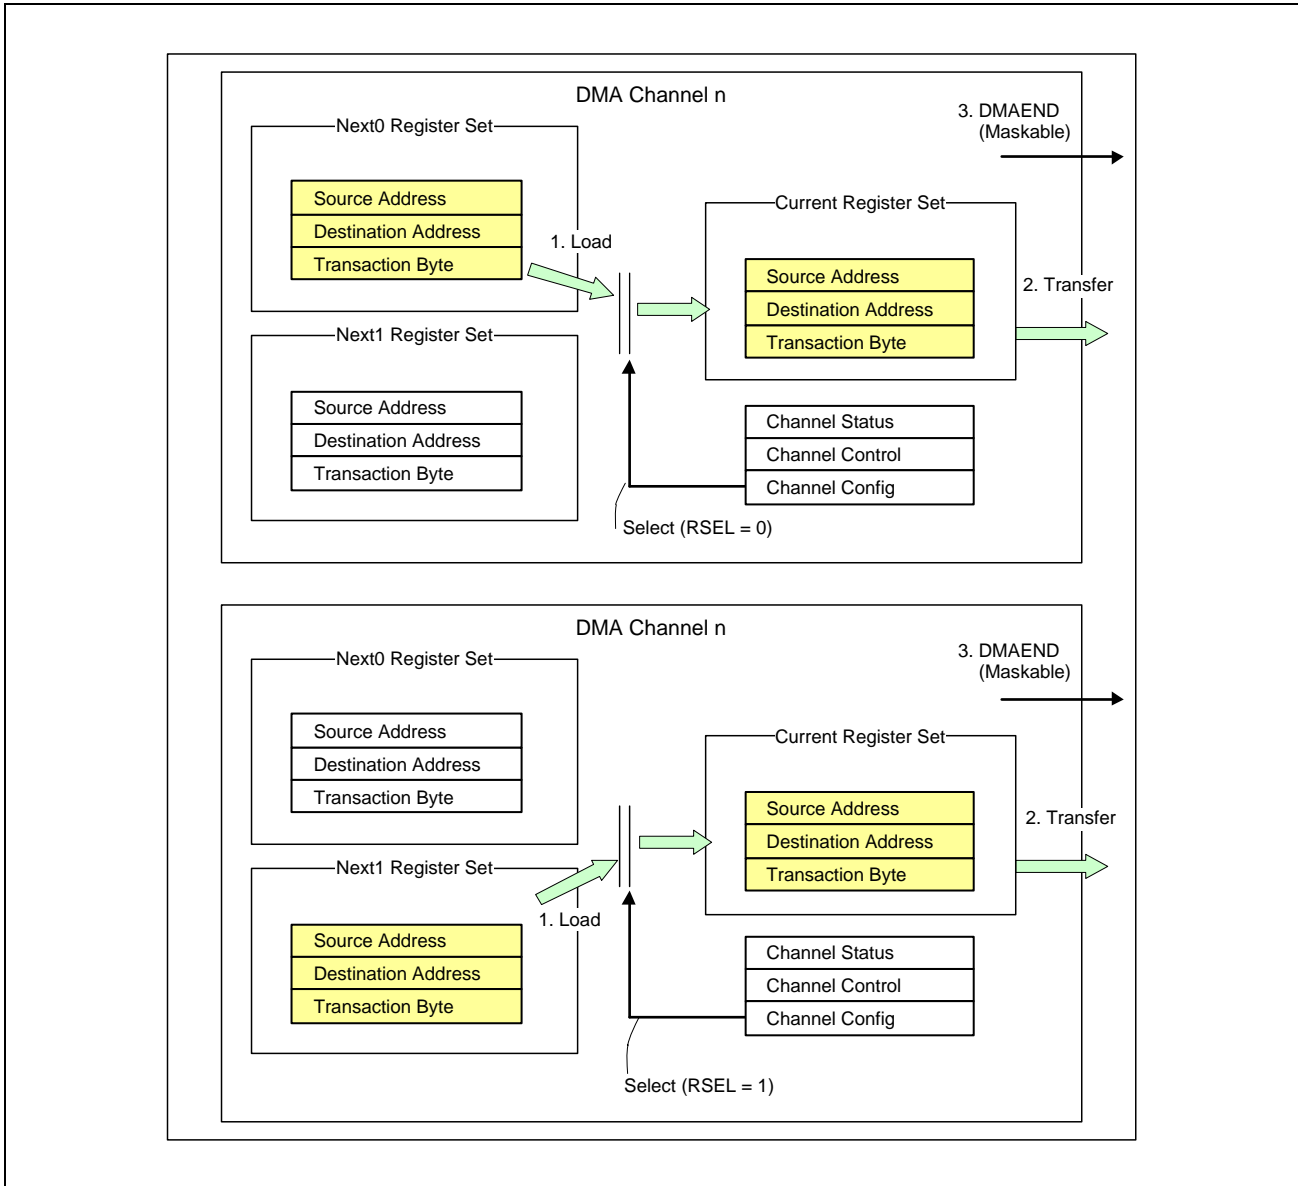 DMA Channel n
3. DMAEND
(Maskable)
Next0 Register Set
Source Address
Destination Address
Transaction Byte
1. Load
Current Register Set
Source Address
Destination Address
Transaction Byte
2. Transfer
Next1 Register Set
Source Address
Destination Address
Transaction Byte
Channel Status
Channel Control
Channel Config
Select (RSEL = 0)
DMA Channel n
3. DMAEND
(Maskable)
Next0 Register Set
Source Address
Destination Address
Transaction Byte
Current Register Set
Source Address
Destination Address
Transaction Byte
2. Transfer
Next1 Register Set
1. Load
Source Address
Destination Address
Transaction Byte
Channel Status
Channel Control
Channel Config
Select (RSEL = 1)